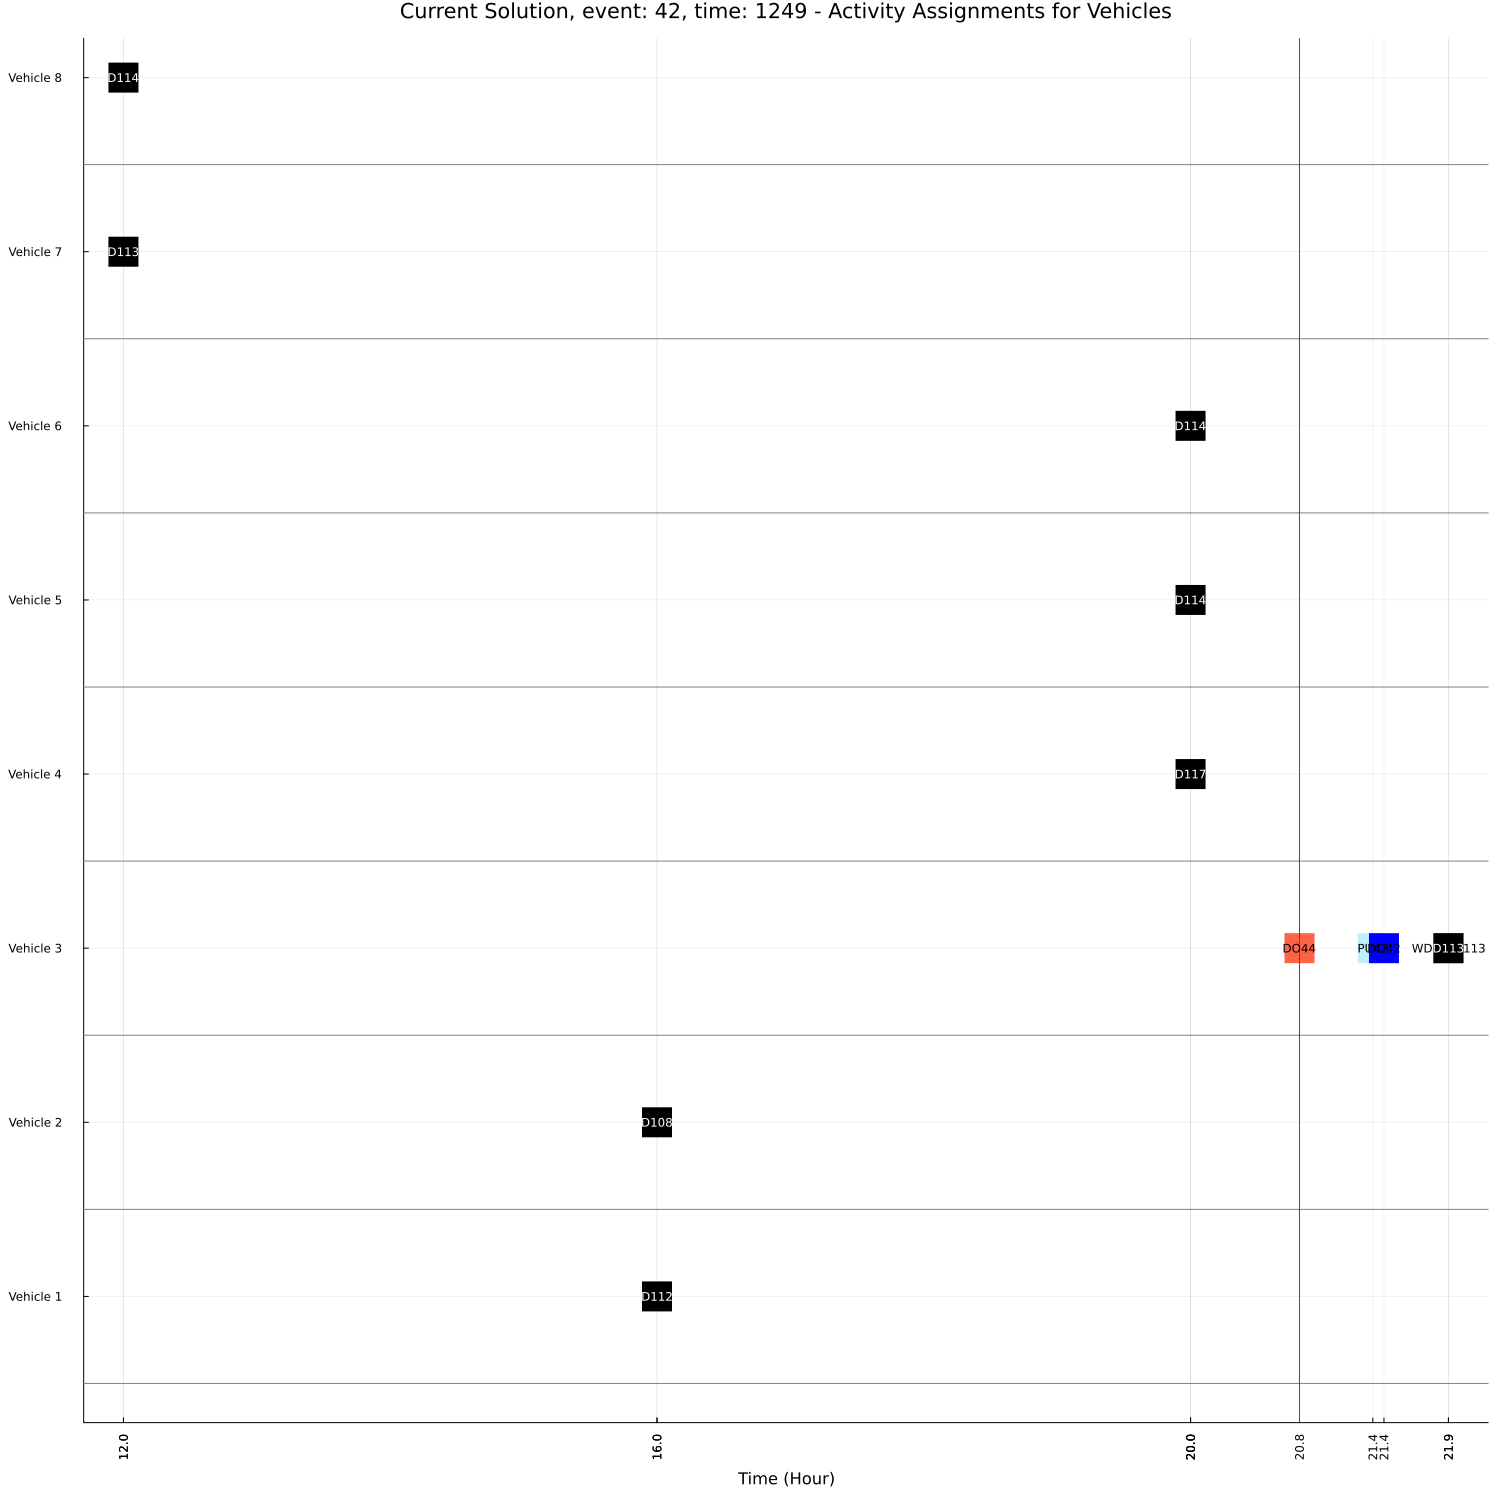 Current Solution, event: 42, time: 1249 - Activity Assignments for Vehicles
Vehicle 8
D114
Vehicle 7
D113
Vehicle 6
D114
Vehicle 5
D114
Vehicle 4
D117
Vehicle 3
DO44
D113
Vehicle 2
D108
Vehicle 1
D112
12.0
16.0
20.0
20.8
21.4
21.4
21.9
Time (Hour)